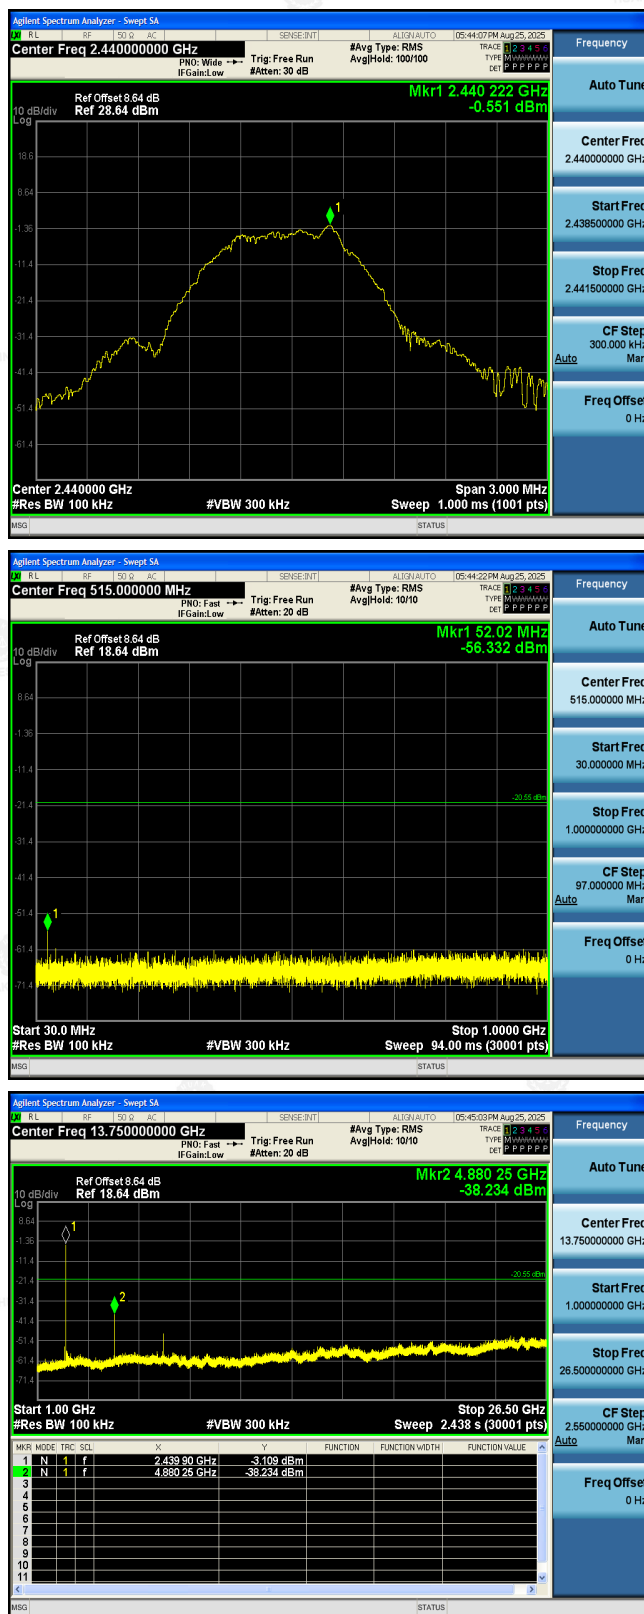 Agilent Spectrum Analyzer - Swept SA
LXI RL RF 50 Ω AC SENSE:INT ALIGNAUTO 05:44:07PM Aug 25, 2025
Center Freq 2.440000000 GHz
PNO: Wide
IFGain:Low
Trig: Free Run
#Atten: 30 dB
#Avg Type: RMS
Avg|Hold: 100/100
TRACE 1 2 3 4 5 6
TYPE MWWWWW
DET P P P P P P
Mkr1 2.440 222 GHz
-0.551 dBm
Ref Offset 8.64 dB
10 dB/div Ref 28.64 dBm
Log
1
18.6
8.64
-1.36
-11.4
-21.4
-31.4
-41.4
-51.4
-61.4
Center 2.440000 GHz Span 3.000 MHz
#Res BW 100 kHz #VBW 300 kHz Sweep 1.000 ms (1001 pts)
MSG STATUS
Frequency
Auto Tune
Center Freq
2.440000000 GHz
Start Freq
2.438500000 GHz
Stop Freq
2.441500000 GHz
CF Step
300.000 kHz
Auto Man
Freq Offset
0 Hz
Agilent Spectrum Analyzer - Swept SA
LXI RL RF 50 Ω AC SENSE:INT ALIGNAUTO 05:44:22PM Aug 25, 2025
Center Freq 515.000000 MHz
PNO: Fast
IFGain:Low
Trig: Free Run
#Atten: 20 dB
#Avg Type: RMS
Avg|Hold: 10/10
TRACE 1 2 3 4 5 6
TYPE MWWWWW
DET P P P P P P
Mkr1 52.02 MHz
-56.332 dBm
Ref Offset 8.64 dB
10 dB/div Ref 18.64 dBm
Log
8.64
-1.36
-11.4
-20.55 dBm
-21.4
-31.4
-41.4
-51.4
1
-61.4
-71.4
Start 30.0 MHz Stop 1.0000 GHz
#Res BW 100 kHz #VBW 300 kHz Sweep 94.00 ms (30001 pts)
MSG STATUS
Frequency
Auto Tune
Center Freq
515.000000 MHz
Start Freq
30.000000 MHz
Stop Freq
1.000000000 GHz
CF Step
97.000000 MHz
Auto Man
Freq Offset
0 Hz
Agilent Spectrum Analyzer - Swept SA
LXI RL RF 50 Ω AC SENSE:INT ALIGNAUTO 05:45:03PM Aug 25, 2025
Center Freq 13.750000000 GHz
PNO: Fast
IFGain:Low
Trig: Free Run
#Atten: 20 dB
#Avg Type: RMS
Avg|Hold: 10/10
TRACE 1 2 3 4 5 6
TYPE MWWWWW
DET P P P P P P
Mkr2 4.880 25 GHz
-38.234 dBm
Ref Offset 8.64 dB
10 dB/div Ref 18.64 dBm
Log
8.64
1
-1.36
-11.4
-20.55 dBm
-21.4
2
-31.4
-41.4
-51.4
-61.4
-71.4
Start 1.00 GHz Stop 26.50 GHz
#Res BW 100 kHz #VBW 300 kHz Sweep 2.438 s (30001 pts)
MKR MODE TRC SCL X Y FUNCTION FUNCTION WIDTH FUNCTION VALUE
1 N 1 f 2.439 90 GHz -3.109 dBm
2 N 1 f 4.880 25 GHz -38.234 dBm
3
4
5
6
7
8
9
10
11
MSG STATUS
Frequency
Auto Tune
Center Freq
13.750000000 GHz
Start Freq
1.000000000 GHz
Stop Freq
26.500000000 GHz
CF Step
2.550000000 GHz
Auto Man
Freq Offset
0 Hz